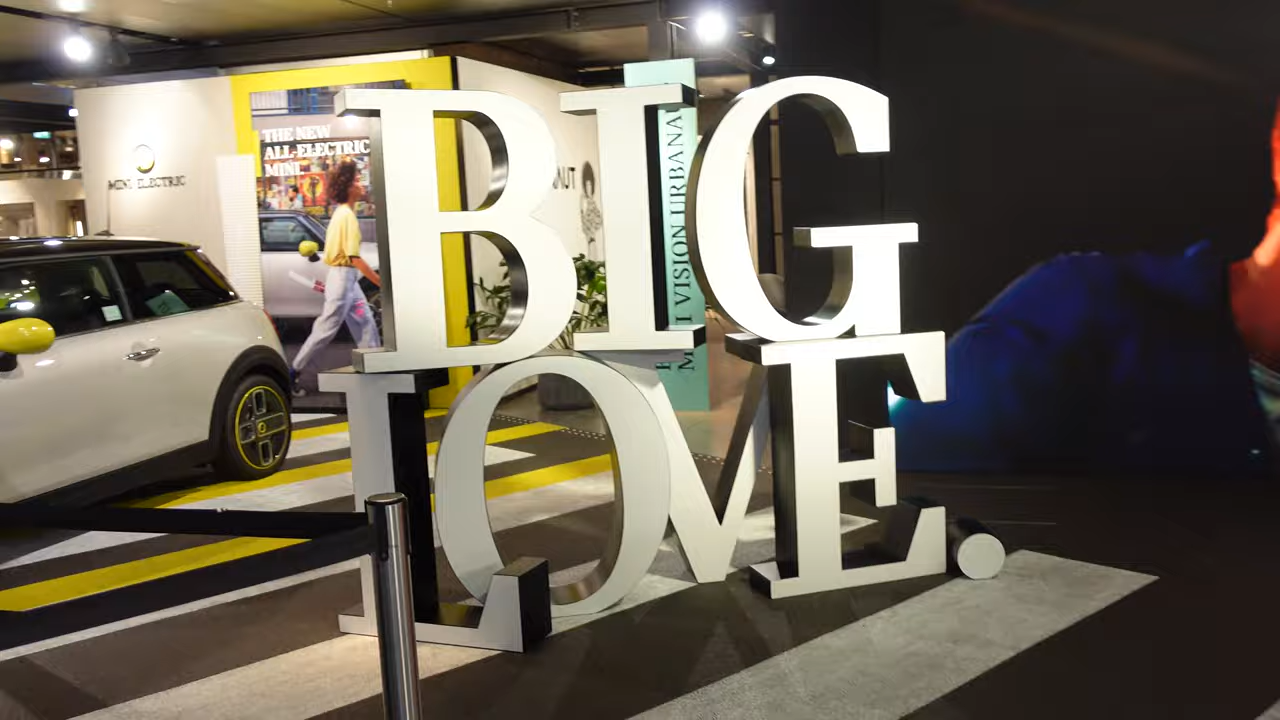 BIG
LOVE.
THE NEW
ALL-ELECTRIC
MINI.
MINI ELECTRIC
VISION URBANA